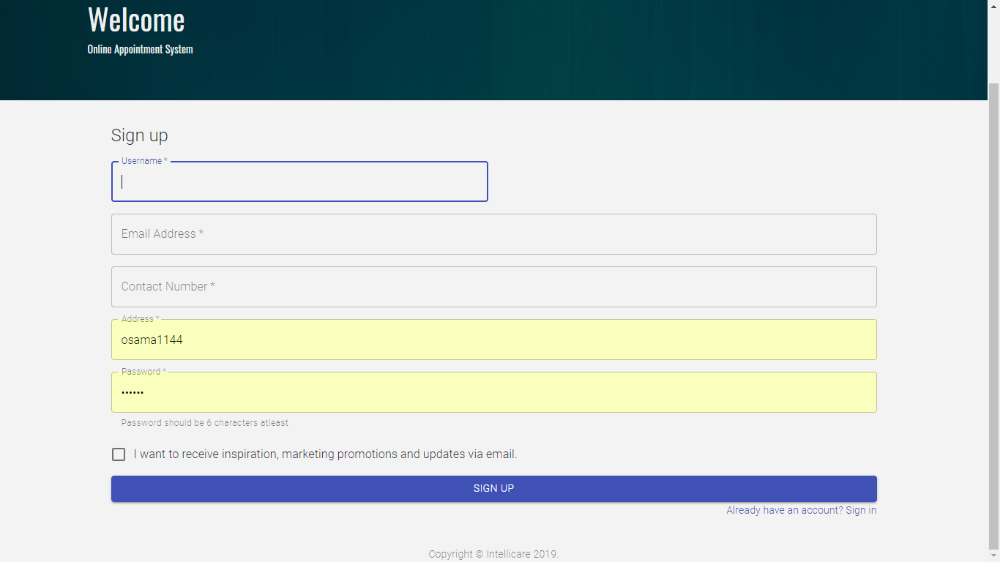 Welcome
Online Appointment System
Sign up
Username *
Email Address *
Contact Number *
Address *
osama1144
Password *
••••••
Password should be 6 characters atleast
I want to receive inspiration, marketing promotions and updates via email.
SIGN UP
Already have an account? Sign in
Copyright © Intellicare 2019.